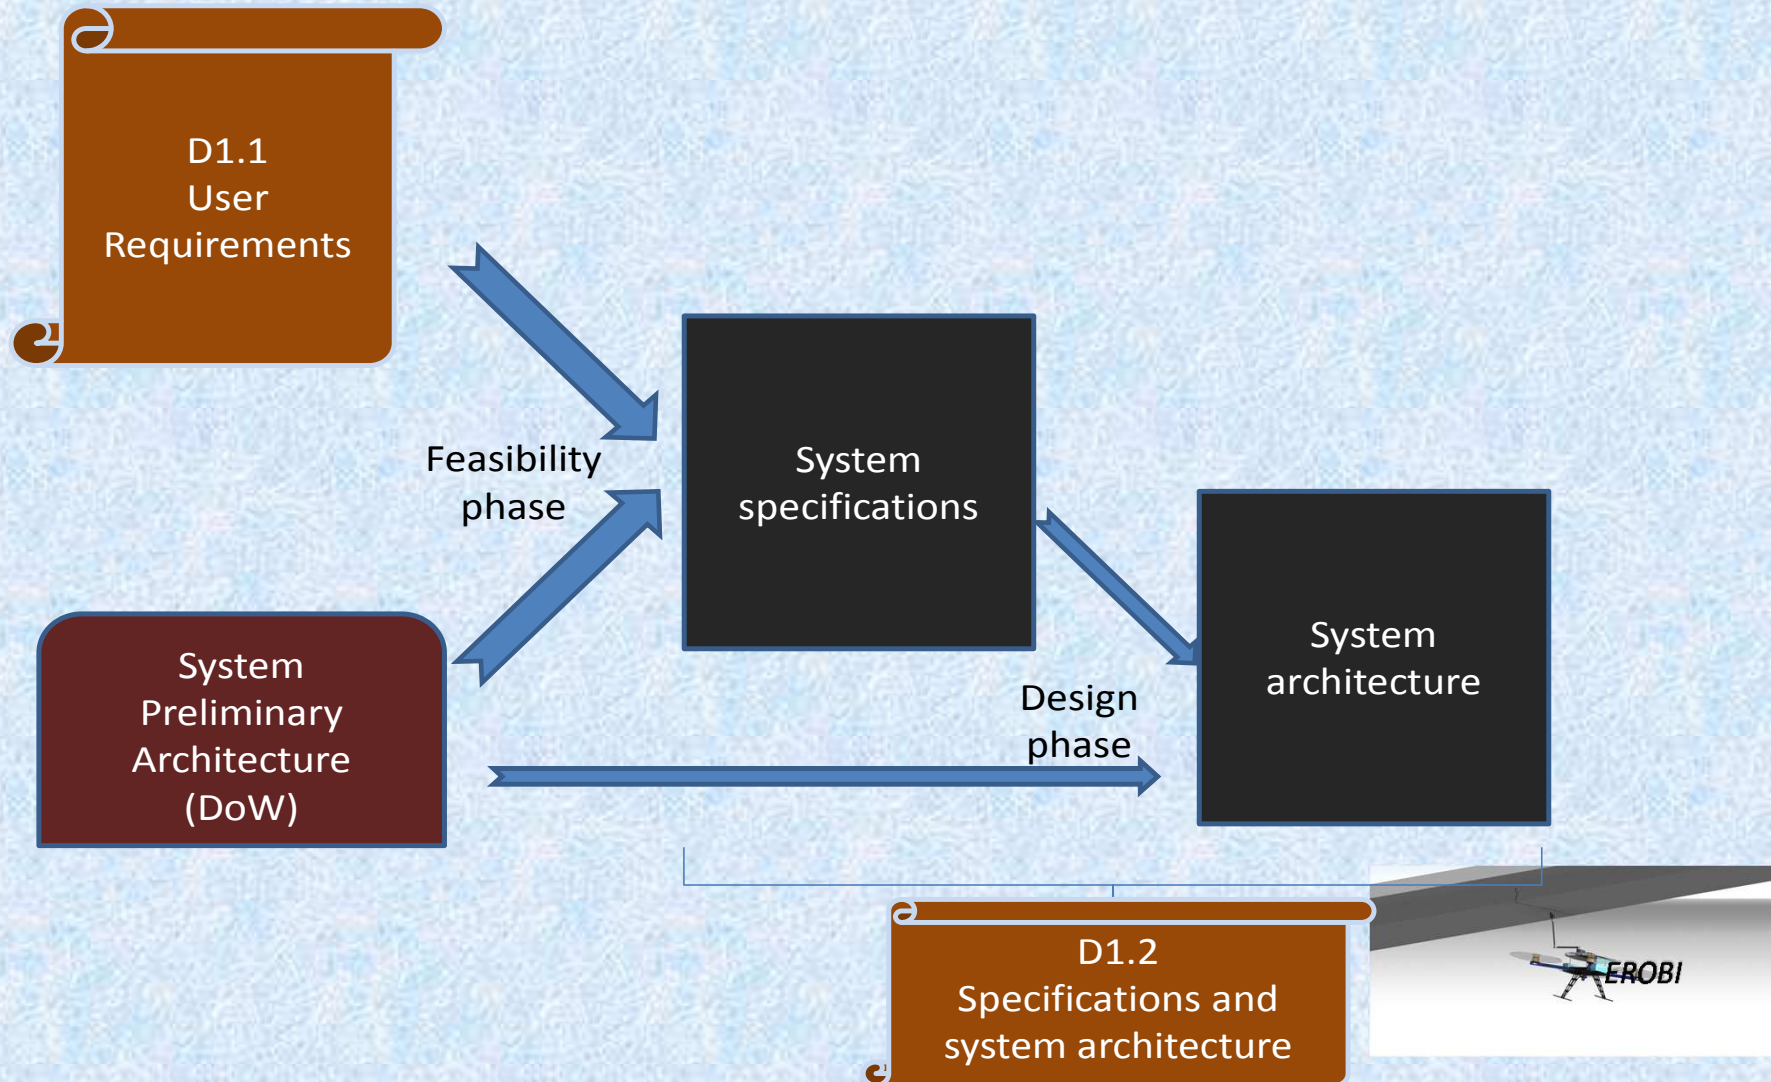 D1.1
User
Requirements
Feasibility
phase
System
specifications
System
Preliminary
Architecture
(DoW)
System
architecture
Design
phase
D1.2
Specifications and
system architecture
EROBI